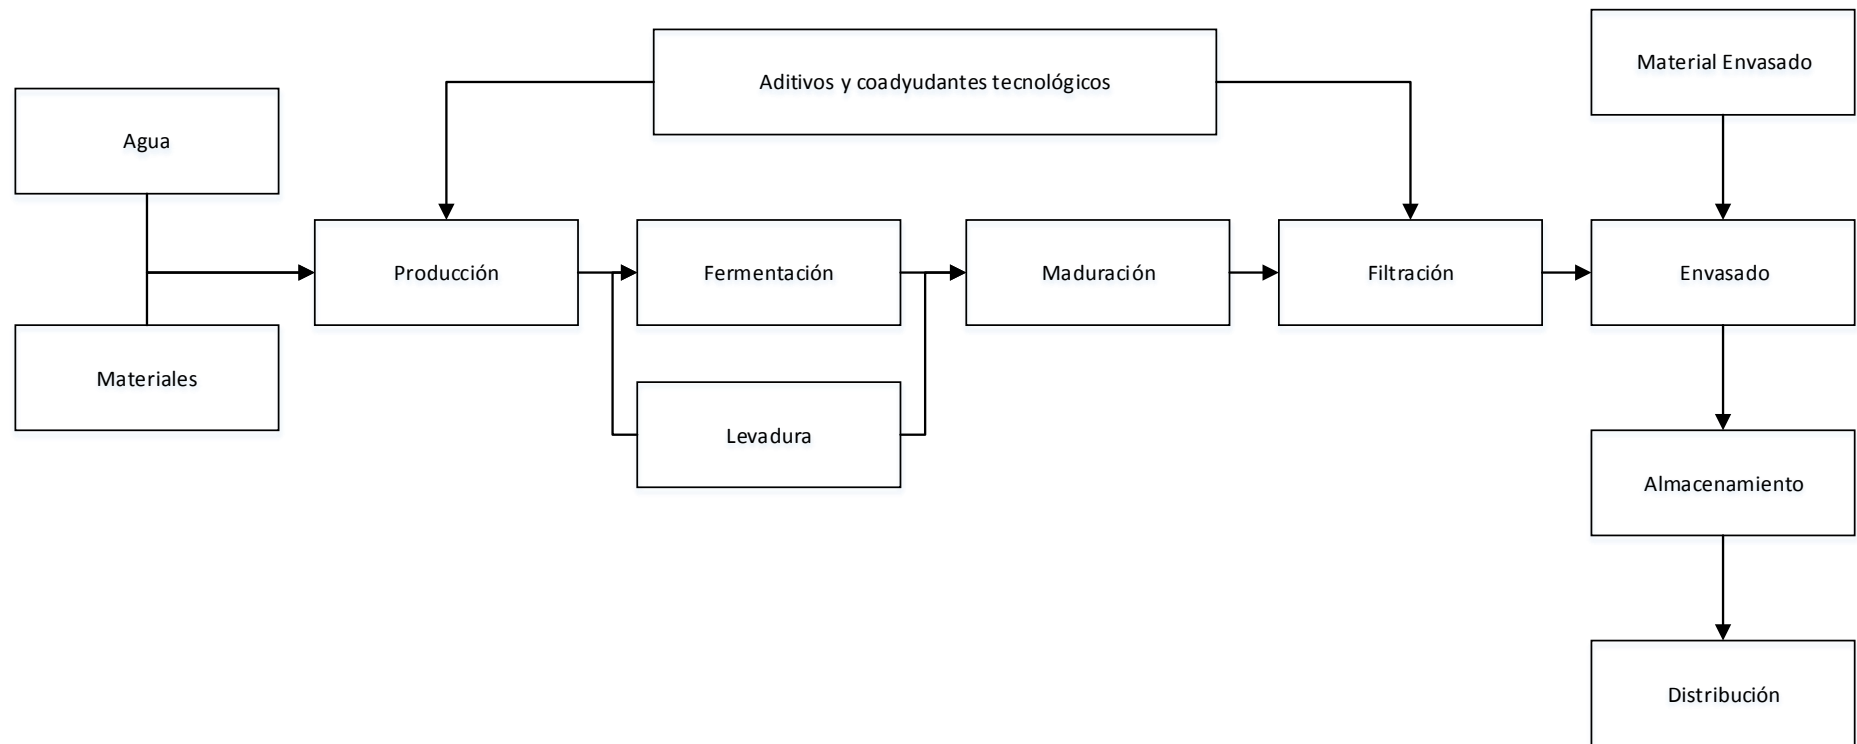 Material Envasado
Aditivos y coadyudantes tecnológicos
Agua
Producción
Fermentación
Maduración
Filtración
Envasado
Materiales
Levadura
Almacenamiento
Distribución